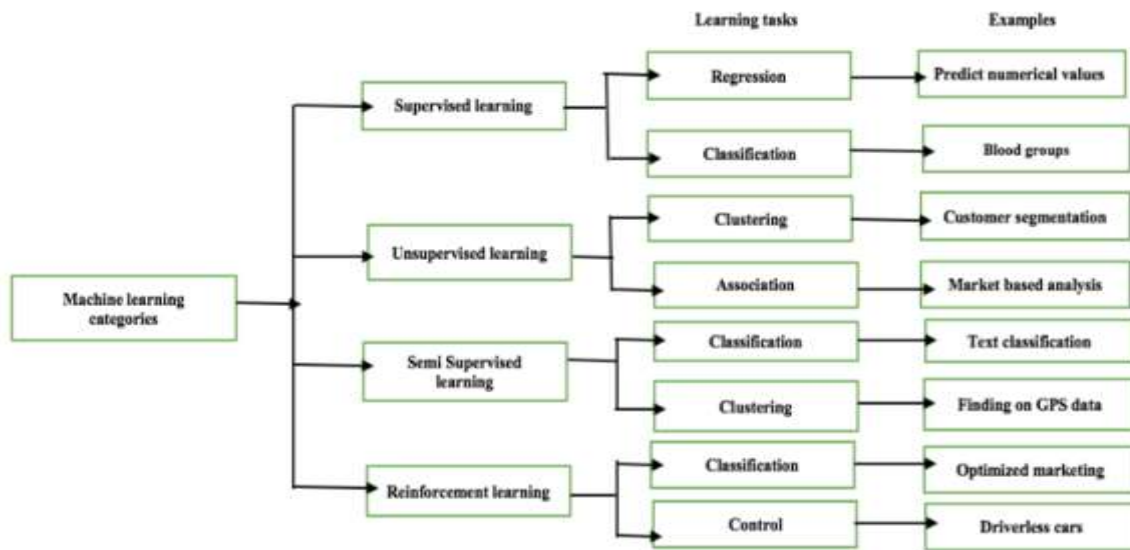 Learning tasks
Examples
Regression
Predict numerical values
Supervised learning
Classification
Blood groups
Clustering
Customer segmentation
Unsupervised learning
Association
Market based analysis
Machine learning
categories
Classification
Text classification
Semi Supervised
learning
Clustering
Finding on GPS data
Classification
Optimized marketing
Reinforcement learning
Control
Driverless cars